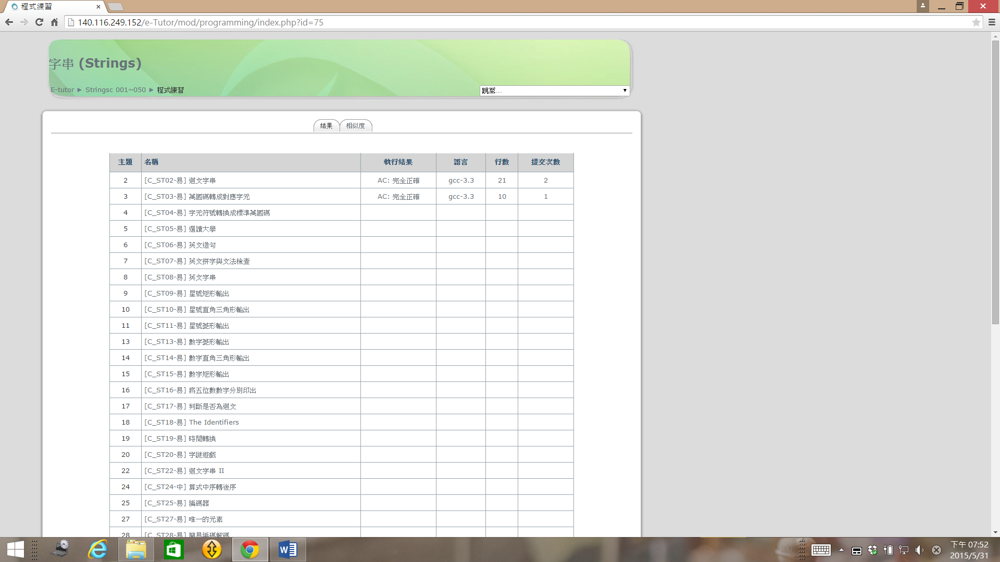 程式練習
140.116.249.152/e-Tutor/mod/programming/index.php?id=75
字串 (Strings)
E-tutor ► Stringsc 001~050 ► 程式練習
跳至...
结果 相似度
主題 名稱 執行结果 語言 行數 提交次數
2 [C_ST02-易] 迴文字串 AC: 完全正確 gcc-3.3 21 2
3 [C_ST03-易] 萬國碼轉成對應字元 AC: 完全正確 gcc-3.3 10 1
4 [C_ST04-易] 字元符號轉換成標準萬國碼
5 [C_ST05-易] 選讀大學
6 [C_ST06-易] 英文造句
7 [C_ST07-易] 英文拼字與文法檢查
8 [C_ST08-易] 英文字串
9 [C_ST09-易] 星號矩形輸出
10 [C_ST10-易] 星號直角三角形輸出
11 [C_ST11-易] 星號菱形輸出
13 [C_ST13-易] 數字菱形輸出
14 [C_ST14-易] 數字直角三角形輸出
15 [C_ST15-易] 數字矩形輸出
16 [C_ST16-易] 將五位數數字分別印出
17 [C_ST17-易] 判斷是否為迴文
18 [C_ST18-易] The Identifiers
19 [C_ST19-易] 時間轉換
20 [C_ST20-易] 字謎遊戲
22 [C_ST22-易] 迴文字串 II
24 [C_ST24-中] 算式中序轉後序
25 [C_ST25-易] 編碼器
27 [C_ST27-易] 唯一的元素
28 [C_ST28-易] 簡易編碼解碼
下午 07:52
2015/5/31